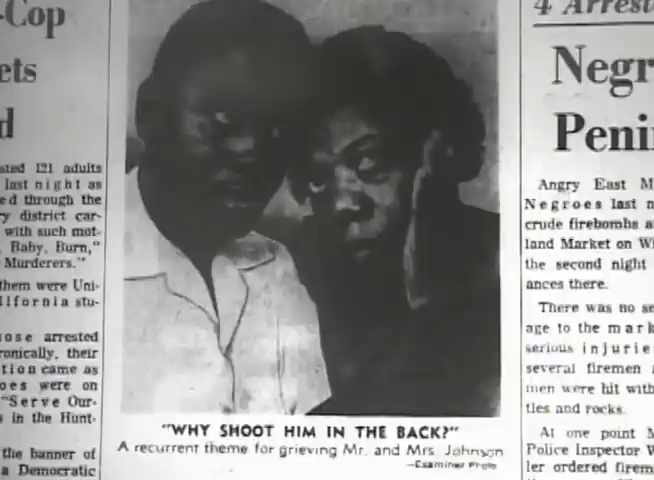 -Cop
ets
d
ated 121 adults
last night as
ed through the
ry district car-
with such mot-
, Baby, Burn,"
Murderers."
them were Uni-
lifornia stu-
ose arrested
ronically, their
tion came as
oes were on
"Serve Our-
s in the Hunt-
the banner of
a Democratic
"WHY SHOOT HIM IN THE BACK?"
A recurrent theme for grieving Mr. and Mrs. Johnson
—Examiner Photo
4 Arrest
Negr
Peni
Angry East M
Negroes last n
crude firebombs a
land Market on W
the second night
ances there.
There was no se
age to the mark
serious injurie
several firemen
men were hit with
tles and rocks.
At one point M
Police Inspector W
ler ordered firem